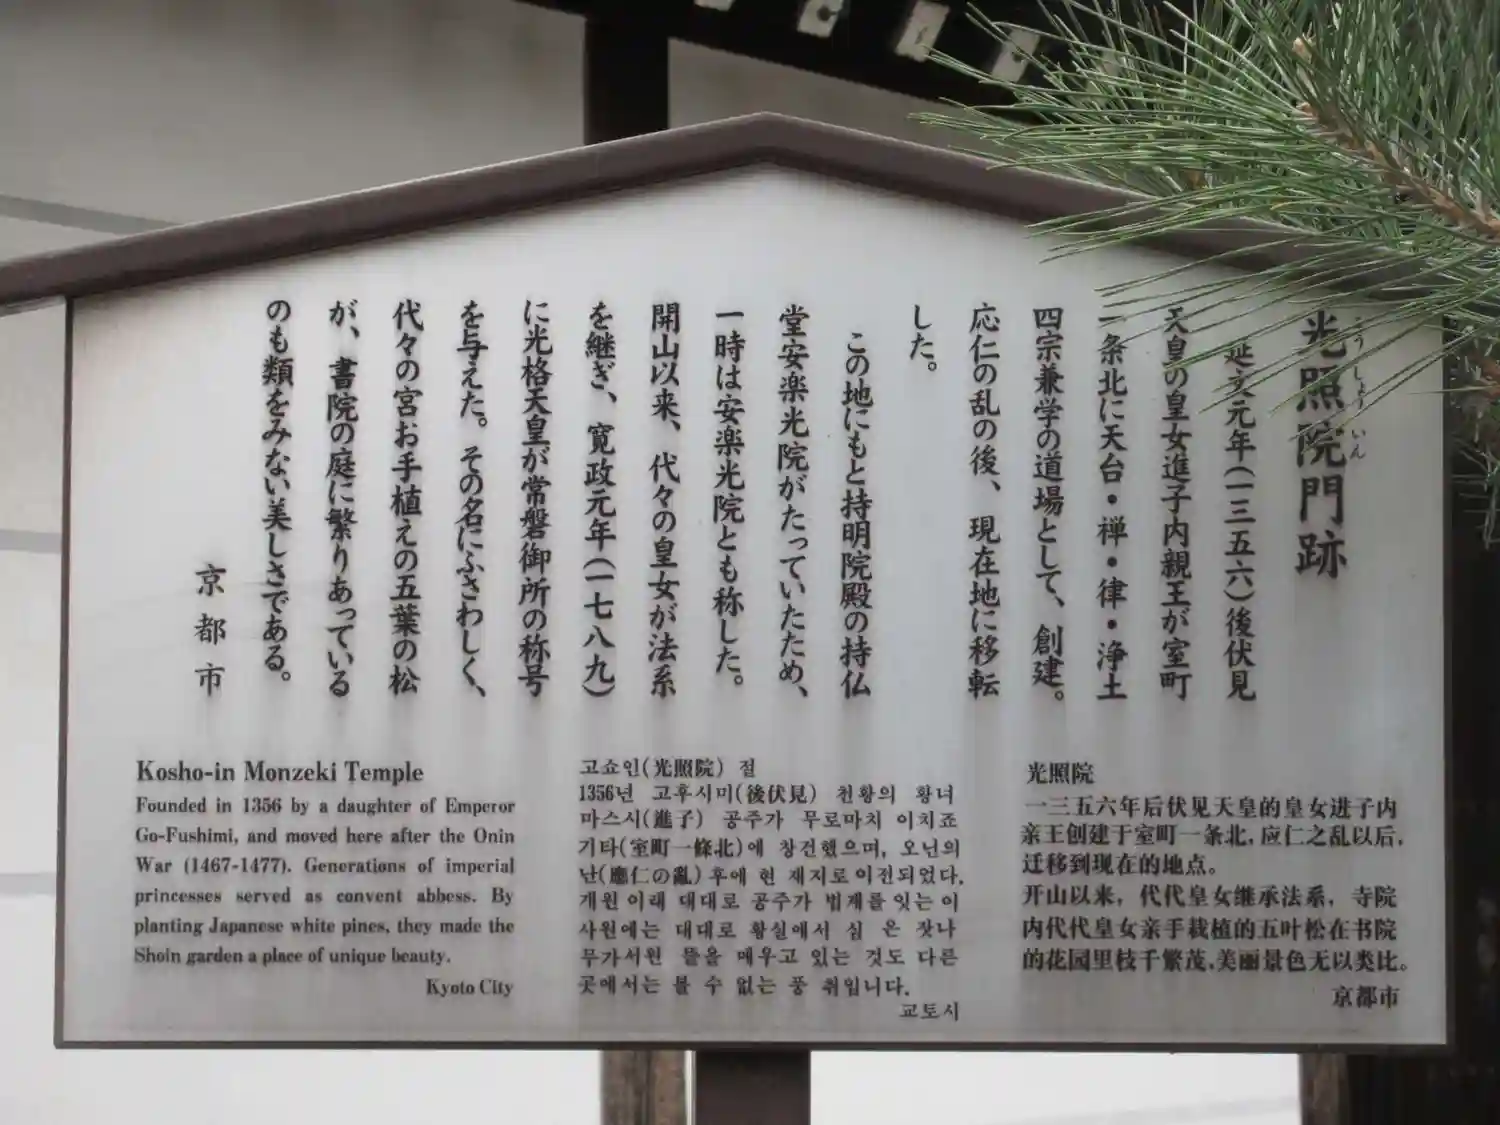 光照院門跡
こうしょういん
延文元年(一三五六)後伏見
天皇の皇女進子内親王が室町
一条北に天台・禅・律・浄土
四宗兼学の道場として、創建。
応仁の乱の後、現在地に移転
した。
この地にもと持明院殿の持仏
堂安楽光院がたっていたため、
一時は安楽光院とも称した。
開山以来、代々の皇女が法系
を継ぎ、寛政元年(一七八九)
に光格天皇が常磐御所の称号
を与えた。その名にふさわしく、
代々の宮お手植えの五葉の松
が、書院の庭に繁りあっている
のも類をみない美しさである。
京都市
Kosho-in Monzeki Temple
Founded in 1356 by a daughter of Emperor
Go-Fushimi, and moved here after the Onin
War (1467-1477). Generations of imperial
princesses served as convent abbess. By
planting Japanese white pines, they made the
Shoin garden a place of unique beauty.
Kyoto City
고쇼인(光照院) 절
1356년 고후시미(後伏見) 천황의 황녀
마스시(進子) 공주가 무로마치 이치죠
기타(室町一條北)에 창건했으며, 오닌의
난(應仁の亂)후에 현 재지로 이전되었다.
개원 이래 대대로 공주가 법계를 잇는 이
사원에는 대대로 황실에서 심 은 잣나
무가서원 뜰을 메우고 있는 것도 다른
곳에서는 볼 수 없는 풍 취입니다.
교토시
光照院
一三五六年后伏见天皇的皇女进子内
亲王创建于室町一条北,应仁之乱以后,
迁移到现在的地点。
开山以来，代代皇女继承法系，寺院
内代代皇女亲手栽植的五叶松在书院
的花园里枝千繁茂,美丽景色无以类比。
京都市